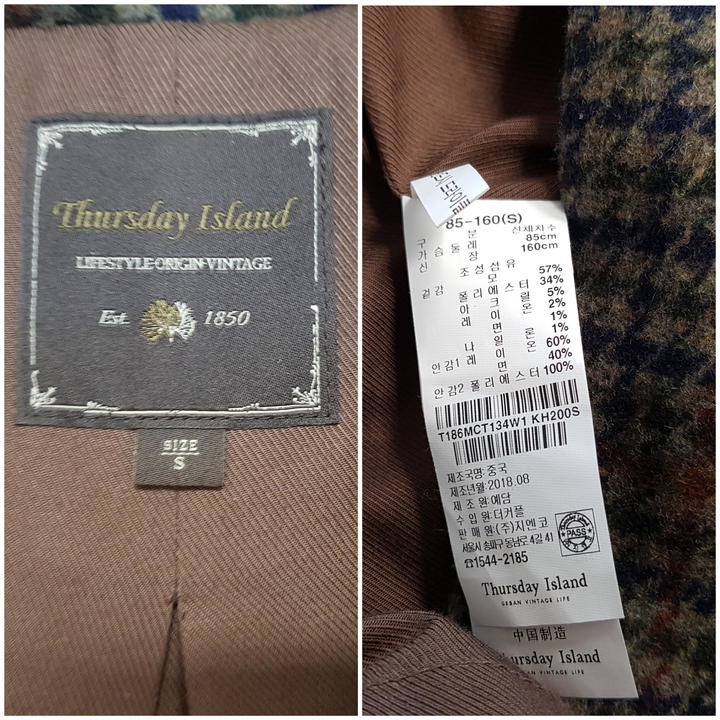 Thursday Island
LIFESTYLE·ORIGIN·VINTAGE
Est. 1850
SIZE
S
85-160(S)
구 분 신체치수
가슴둘레 85cm
신 장 160cm
조성섬유
겉감 모 57%
폴리에스터 34%
아크릴 5%
레이온 2%
면 1%
나일론 1%
안감1 레이온 60%
면 40%
안감2 폴리에스터 100%
T186MCT134W1 KH200S
제조국명:중국
제조년월:2018.08
제 조 원:예담
수 입 원:더커플
판 매 원:(주)지엔코
서울시 송파구 동남로 4길 41
☎1544-2185
Thursday Island
PASS
Thursday Island
URBAN VINTAGE LIFE
中国制造
Thursday Island
URBAN VINTAGE LIFE